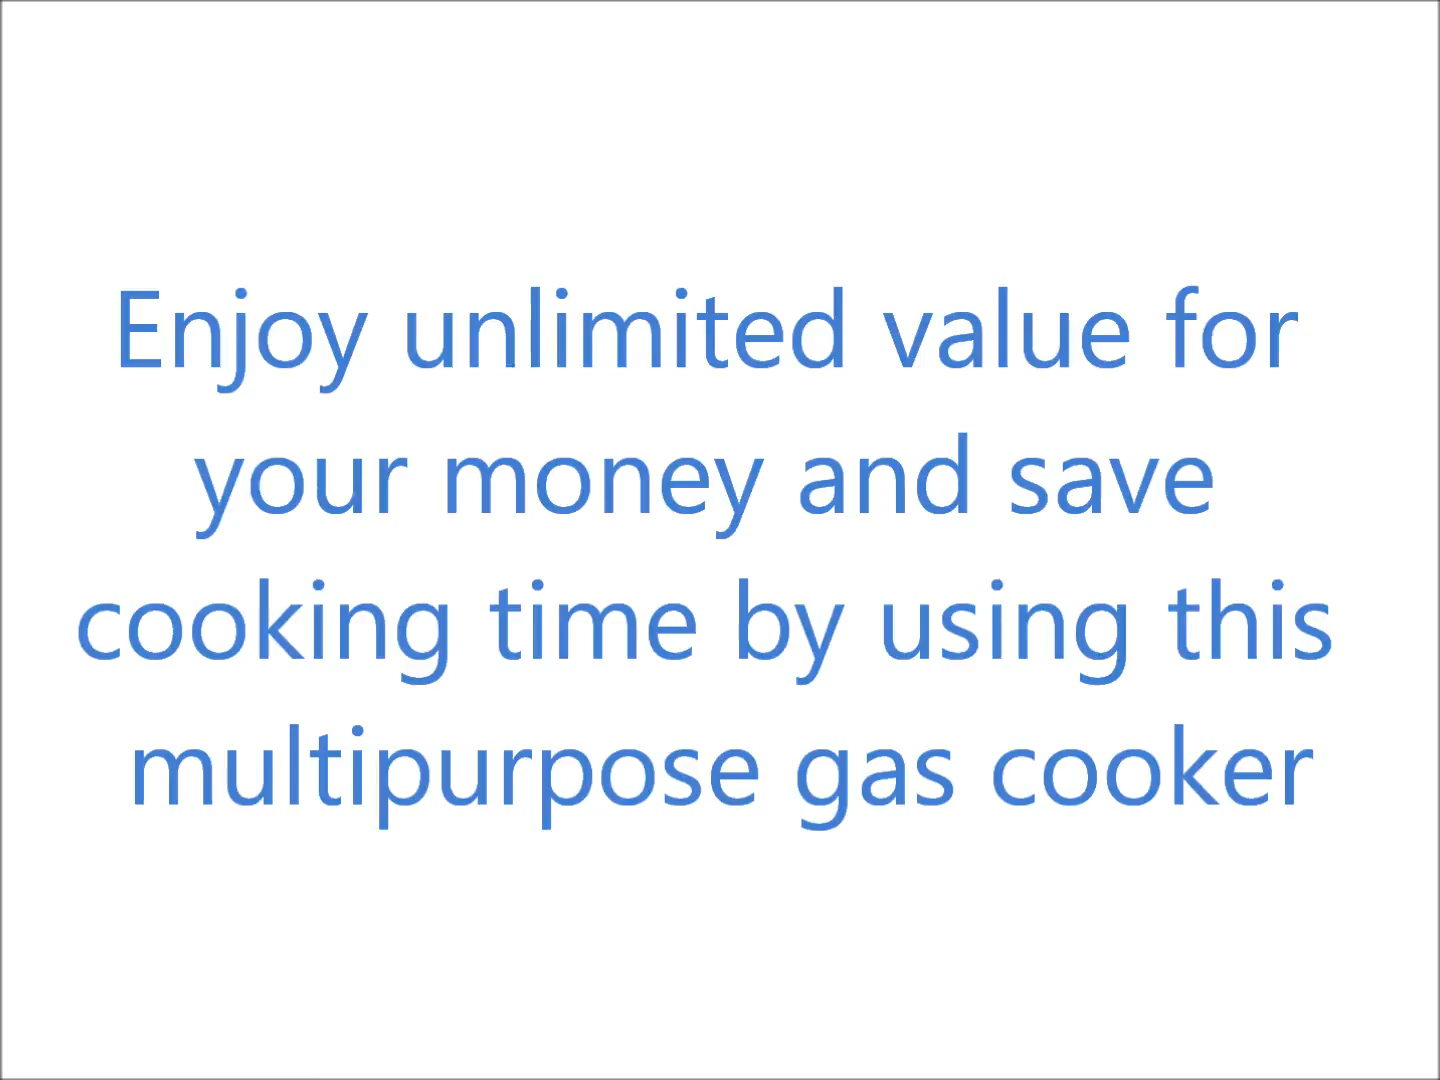 Enjoy unlimited value for
your money and save
cooking time by using this
multipurpose gas cooker